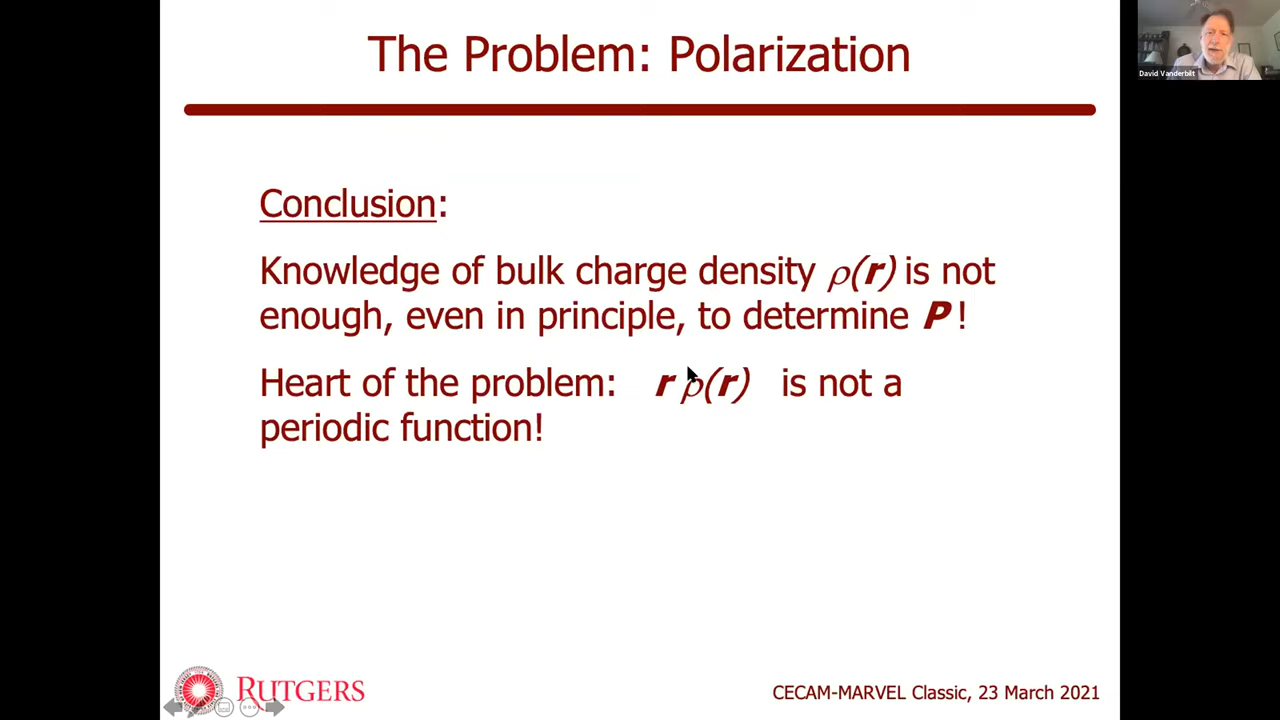 The Problem: Polarization
David Vanderbilt
Conclusion:
Knowledge of bulk charge density ρ(r) is not
enough, even in principle, to determine P !
Heart of the problem: r ρ(r) is not a
periodic function!
RUTGERS
CECAM-MARVEL Classic, 23 March 2021